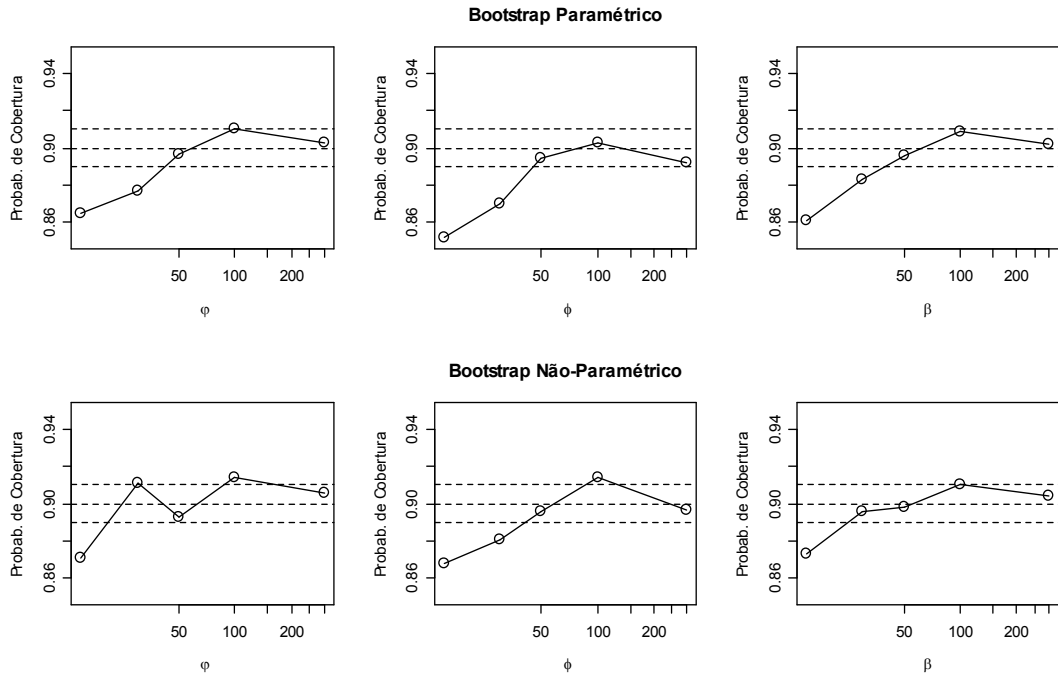 Bootstrap Paramétrico
Probab. de Cobertura
0.86 0.90 0.94
50 100 200
φ
Probab. de Cobertura
0.86 0.90 0.94
50 100 200
ϕ
Probab. de Cobertura
0.86 0.90 0.94
50 100 200
β
Bootstrap Não-Paramétrico
Probab. de Cobertura
0.86 0.90 0.94
50 100 200
φ
Probab. de Cobertura
0.86 0.90 0.94
50 100 200
ϕ
Probab. de Cobertura
0.86 0.90 0.94
50 100 200
β